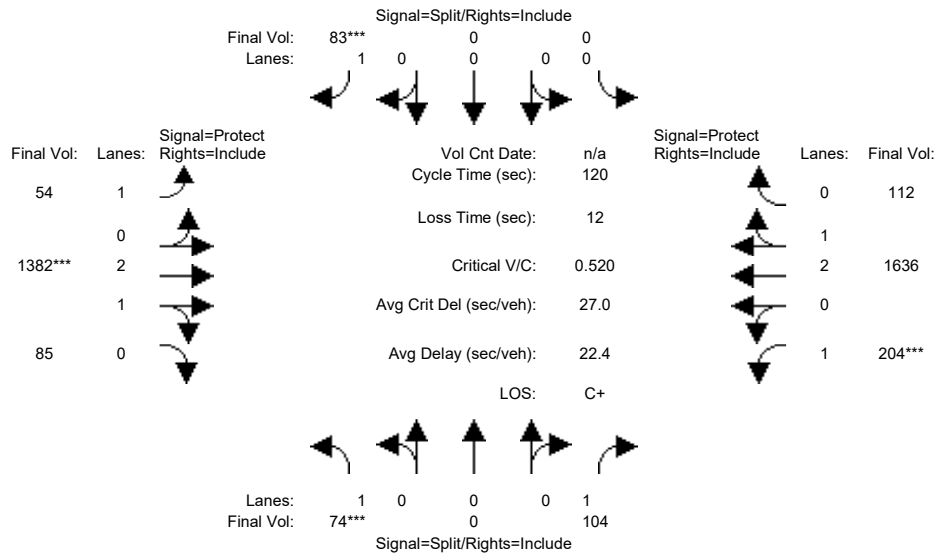 Signal=Split/Rights=Include
Final Vol: 83*** 0 0
Lanes: 1 0 0 0 0
Signal=Protect Signal=Protect
Final Vol: Lanes: Rights=Include Vol Cnt Date: n/a Rights=Include Lanes: Final Vol:
Cycle Time (sec): 120
54 1 0 112
Loss Time (sec): 12
0 1
1382*** 2 Critical V/C: 0.520 2 1636
1 Avg Crit Del (sec/veh): 27.0 0
85 0 Avg Delay (sec/veh): 22.4 1 204***
LOS: C+
Lanes: 1 0 0 0 1
Final Vol: 74*** 0 104
Signal=Split/Rights=Include